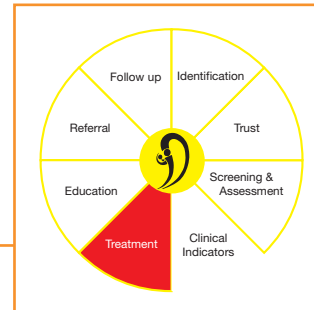 Follow up
Identification
Referral
Trust
Education
Screening &
Assessment
Treatment
Clinical
Indicators